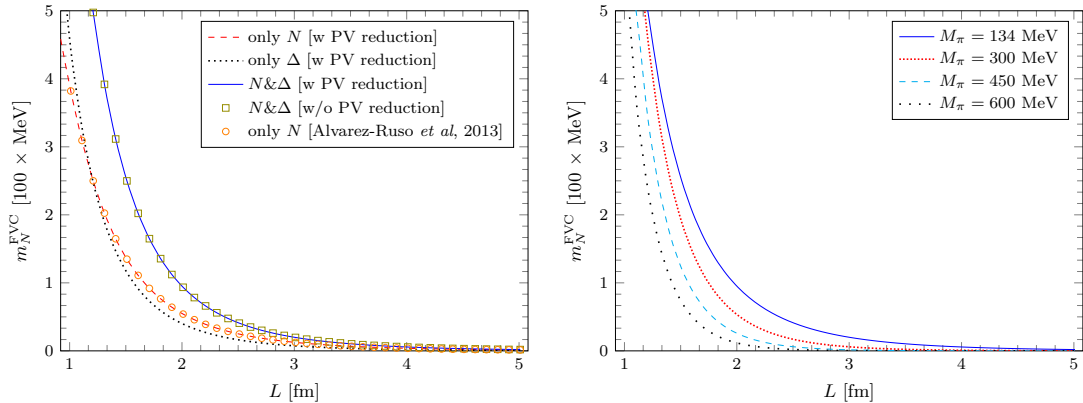 5
4
3
2
1
0
m_N^FVC [100 × MeV]
only N [w PV reduction]
only Δ [w PV reduction]
N&Δ [w PV reduction]
N&Δ [w/o PV reduction]
only N [Alvarez-Ruso et al, 2013]
1 2 3 4 5
L [fm]
5
4
3
2
1
0
m_N^FVC [100 × MeV]
M_π = 134 MeV
M_π = 300 MeV
M_π = 450 MeV
M_π = 600 MeV
1 2 3 4 5
L [fm]